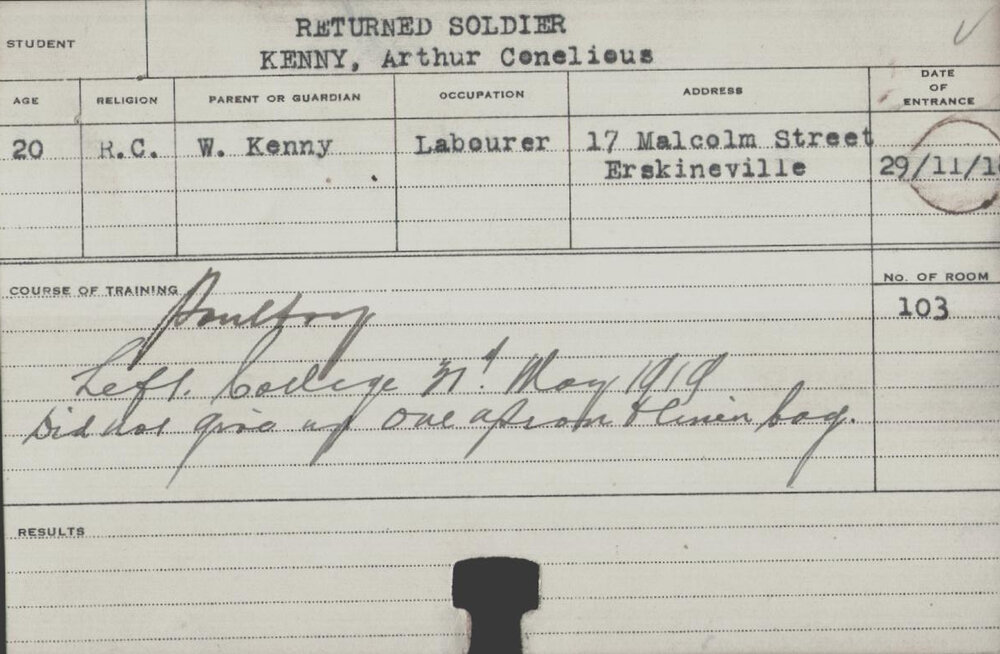 RETURNED SOLDIER
STUDENT
KENNY, Arthur Conelious
AGE RELIGION PARENT OR GUARDIAN OCCUPATION ADDRESS DATE OF ENTRANCE
20 R.C. W. Kenny Labourer 17 Malcolm Street
Erskineville 29/11/1
COURSE OF TRAINING No. OF ROOM
Poultry 103
Left. College 31st May 1919
Did not give up one apron & linen bag.
RESULTS